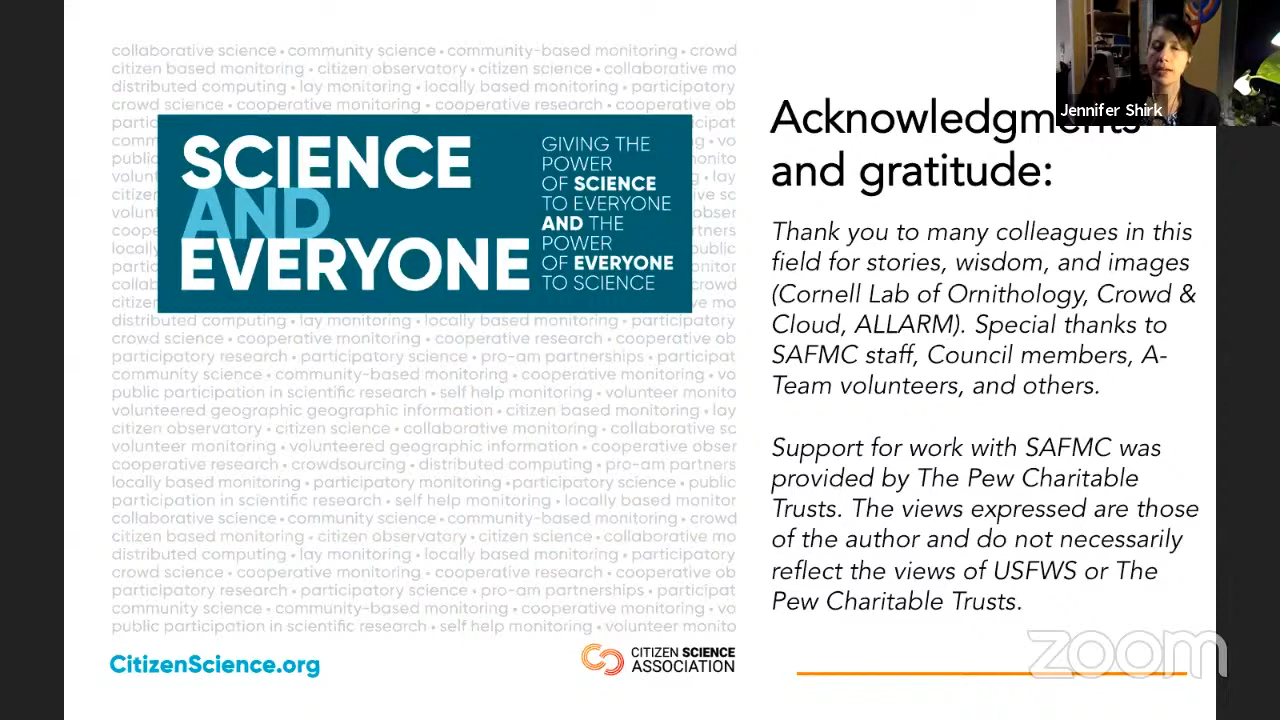 collaborative science • community science • community-based monitoring • crowd
citizen based monitoring • citizen observatory • citizen science • collaborative mo
distributed computing • lay monitoring • locally based monitoring • participatory
crowd science • cooperative monitoring • cooperative research • cooperative ob
SCIENCE
AND
EVERYONE
GIVING THE
POWER
OF SCIENCE
TO EVERYONE
AND THE
POWER
OF EVERYONE
TO SCIENCE
distributed computing • lay monitoring • locally based monitoring • participatory
crowd science • cooperative monitoring • cooperative research • cooperative ob
participatory research • participatory science • pro-am partnerships • participat
community science • community-based monitoring • cooperative monitoring • vo
public participation in scientific research • self help monitoring • volunteer monito
volunteered geographic geographic information • citizen based monitoring • lay
citizen observatory • citizen science • collaborative monitoring • collaborative sc
volunteer monitoring • volunteered geographic information • cooperative obser
cooperative research • crowdsourcing • distributed computing • pro-am partners
locally based monitoring • participatory monitoring •participatory science • public
participation in scientific research • self help monitoring • locally based monitor
collaborative science • community science • community-based monitoring • crowd
citizen based monitoring • citizen observatory • citizen science • collaborative mo
distributed computing • lay monitoring • locally based monitoring • participatory
crowd science • cooperative monitoring • cooperative research • cooperative ob
participatory research • participatory science • pro-am partnerships • participat
community science • community-based monitoring • cooperative monitoring • vo
public participation in scientific research • self help monitoring • volunteer monito
CitizenScience.org
CITIZEN SCIENCE
ASSOCIATION
Jennifer Shirk
Acknowledgments
and gratitude:
Thank you to many colleagues in this
field for stories, wisdom, and images
(Cornell Lab of Ornithology, Crowd &
Cloud, ALLARM). Special thanks to
SAFMC staff, Council members, A-
Team volunteers, and others.
Support for work with SAFMC was
provided by The Pew Charitable
Trusts. The views expressed are those
of the author and do not necessarily
reflect the views of USFWS or The
Pew Charitable Trusts.
zoom